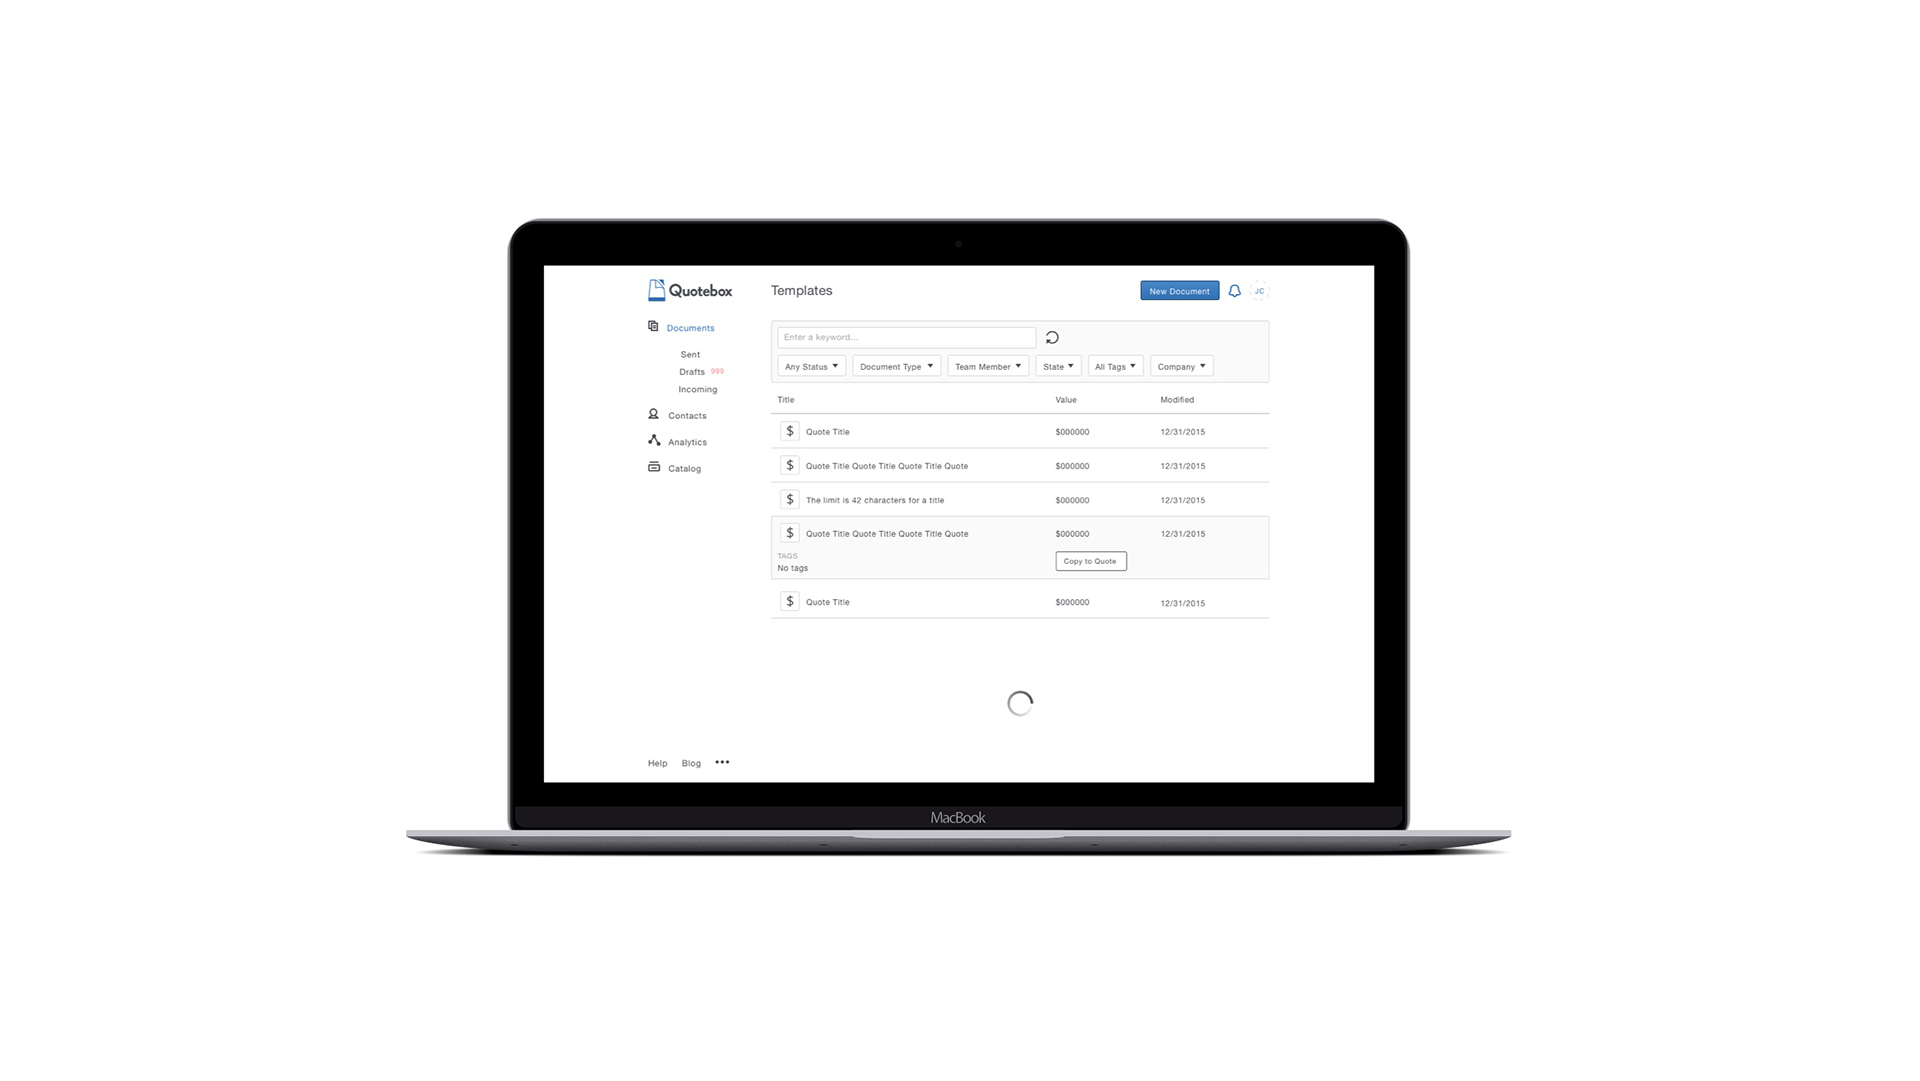 Quotebox
Templates
New Document
JC
Documents
Sent
Drafts 999
Incoming
Contacts
Analytics
Catalog
Enter a keyword...
Any Status
Document Type
Team Member
State
All Tags
Company
Title Value Modified
$ Quote Title $000000 12/31/2015
$ Quote Title Quote Title Quote Title Quote $000000 12/31/2015
$ The limit is 42 characters for a title $000000 12/31/2015
$ Quote Title Quote Title Quote Title Quote $000000 12/31/2015
TAGS
No tags
Copy to Quote
$ Quote Title $000000 12/31/2015
Help Blog
MacBook